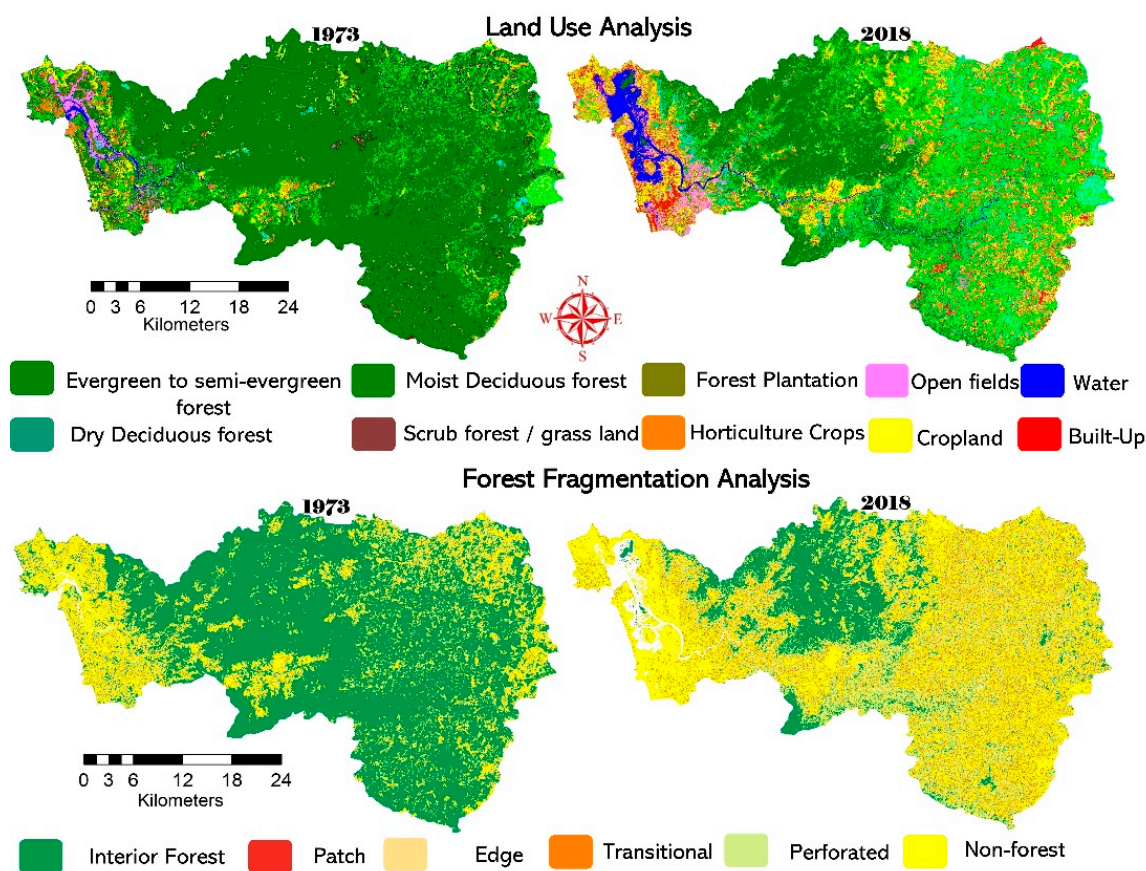 Land Use Analysis
1973
2018
0 3 6 12 18 24
Kilometers
N
W E
S
Evergreen to semi-evergreen forest
Moist Deciduous forest
Forest Plantation
Open fields
Water
Dry Deciduous forest
Scrub forest / grass land
Horticulture Crops
Cropland
Built-Up
Forest Fragmentation Analysis
1973
2018
0 3 6 12 18 24
Kilometers
Interior Forest
Patch
Edge
Transitional
Perforated
Non-forest